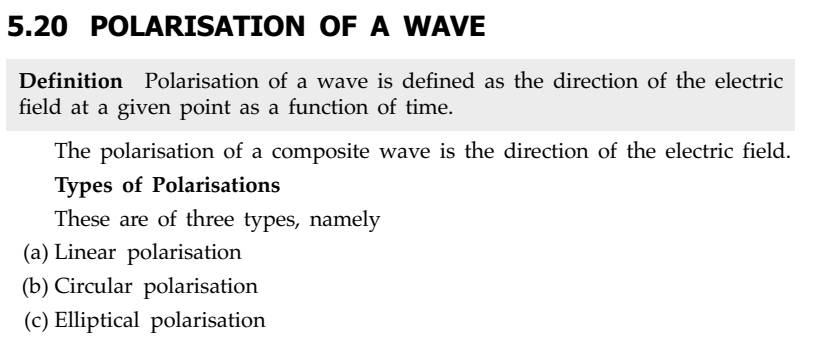 5.20 POLARISATION OF A WAVE
Definition Polarisation of a wave is defined as the direction of the electric
field at a given point as a function of time.
The polarisation of a composite wave is the direction of the electric field.
Types of Polarisations
These are of three types, namely
(a) Linear polarisation
(b) Circular polarisation
(c) Elliptical polarisation